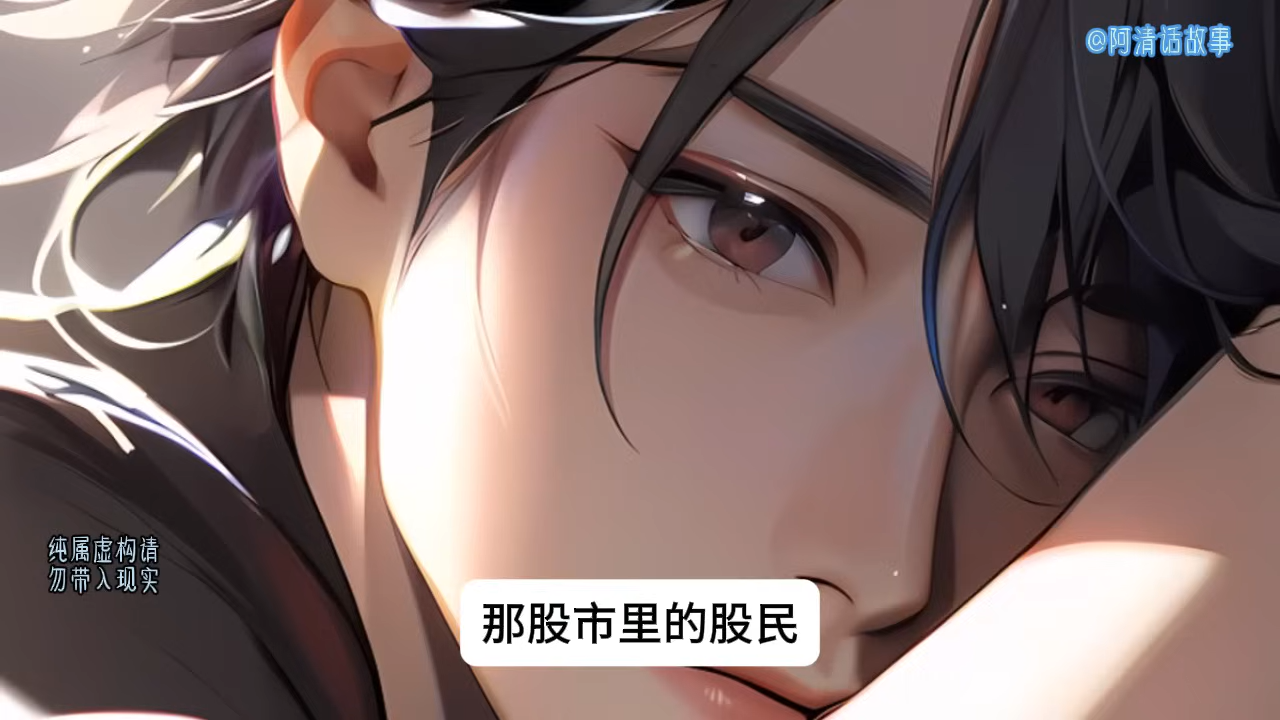 @阿清话故事
纯属虚构请
勿带入现实
那股市里的股民